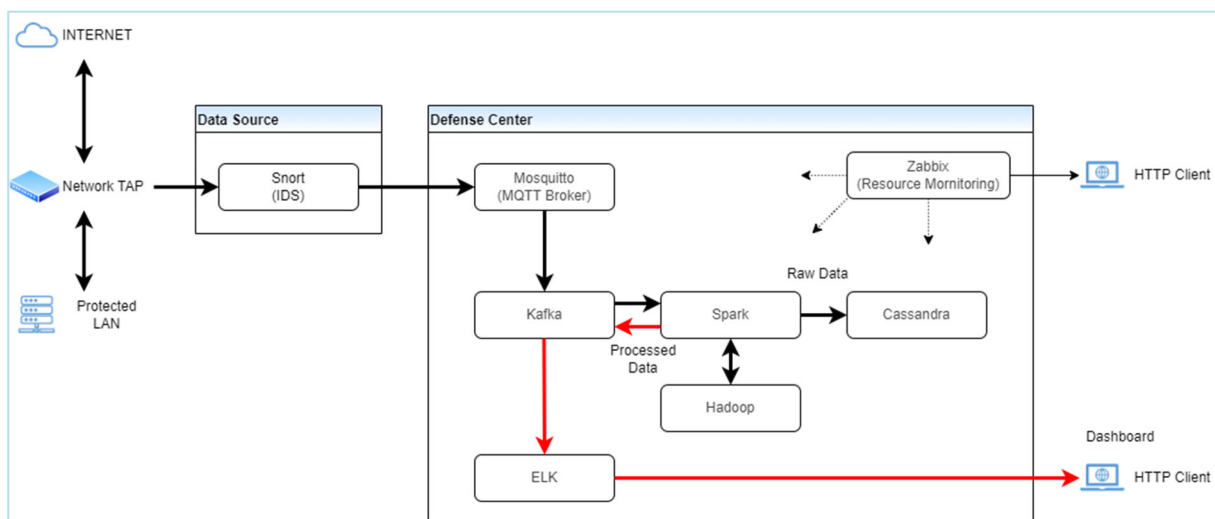 INTERNET
Data Source
Defense Center
Network TAP
Snort
(IDS)
Mosquitto
(MQTT Broker)
Zabbix
(Resource Mornitoring)
HTTP Client
Protected
LAN
Raw Data
Kafka
Spark
Cassandra
Processed
Data
Hadoop
Dashboard
ELK
HTTP Client